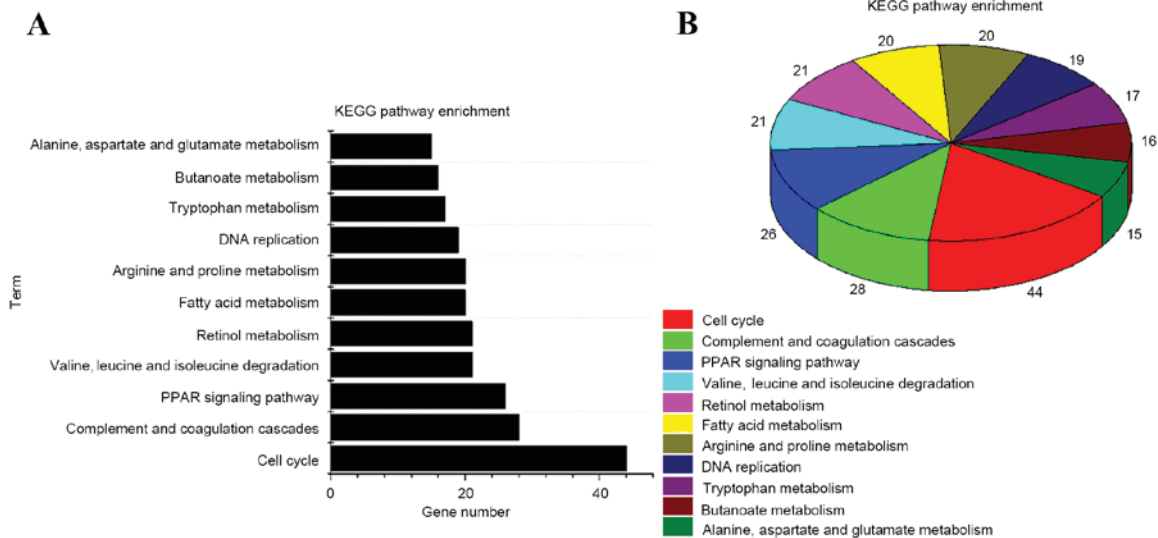 A
KEGG pathway enrichment
Term
Alanine, aspartate and glutamate metabolism
Butanoate metabolism
Tryptophan metabolism
DNA replication
Arginine and proline metabolism
Fatty acid metabolism
Retinol metabolism
Valine, leucine and isoleucine degradation
PPAR signaling pathway
Complement and coagulation cascades
Cell cycle
0 20 40
Gene number
B
KEGG pathway enrichment
20 20
19
21
17
21
16
26
15
28
44
Cell cycle
Complement and coagulation cascades
PPAR signaling pathway
Valine, leucine and isoleucine degradation
Retinol metabolism
Fatty acid metabolism
Arginine and proline metabolism
DNA replication
Tryptophan metabolism
Butanoate metabolism
Alanine, aspartate and glutamate metabolism